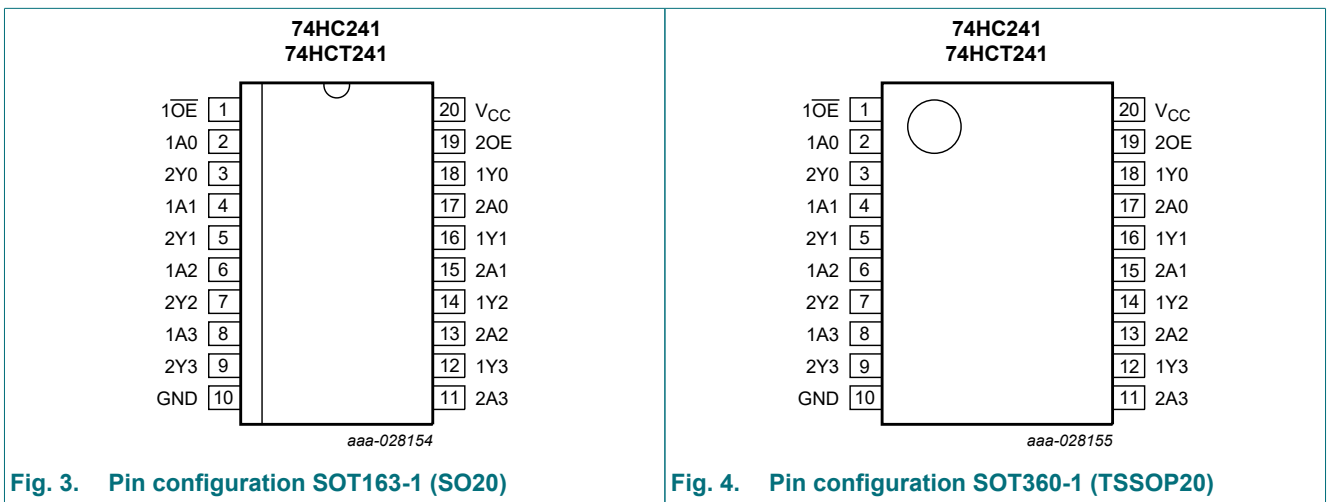 74HC241
74HCT241
1O̅E̅ 1
1A0 2
2Y0 3
1A1 4
2Y1 5
1A2 6
2Y2 7
1A3 8
2Y3 9
GND 10
20 VCC
19 2OE
18 1Y0
17 2A0
16 1Y1
15 2A1
14 1Y2
13 2A2
12 1Y3
11 2A3
aaa-028154
Fig. 3. Pin configuration SOT163-1 (SO20)
74HC241
74HCT241
1O̅E̅ 1
1A0 2
2Y0 3
1A1 4
2Y1 5
1A2 6
2Y2 7
1A3 8
2Y3 9
GND 10
20 VCC
19 2OE
18 1Y0
17 2A0
16 1Y1
15 2A1
14 1Y2
13 2A2
12 1Y3
11 2A3
aaa-028155
Fig. 4. Pin configuration SOT360-1 (TSSOP20)